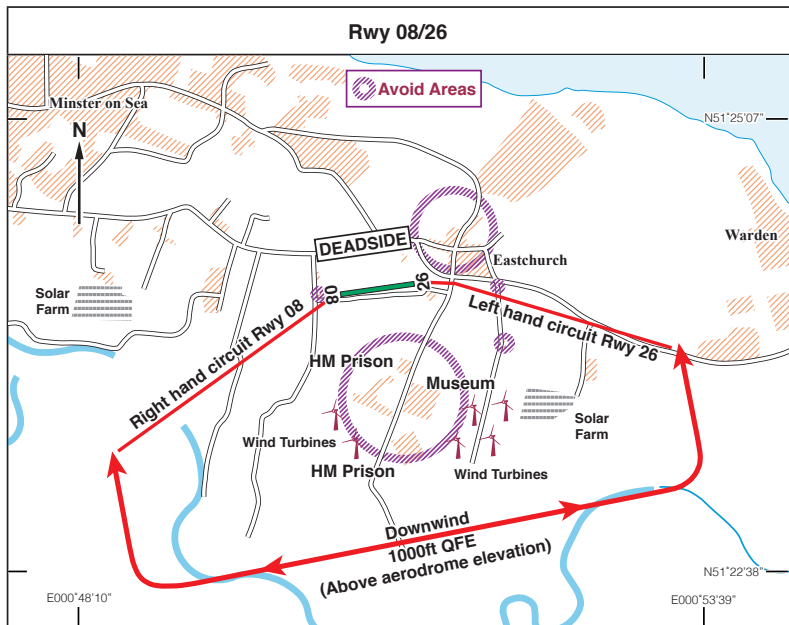 Rwy 08/26
Avoid Areas
Minster on Sea
N
N51°25'07"
Warden
DEADSIDE
Eastchurch
Solar
Farm
08
26
Right hand circuit Rwy 08
Left hand circuit Rwy 26
HM Prison
Museum
Wind Turbines
HM Prison
Wind Turbines
Solar
Farm
Downwind
1000ft QFE
(Above aerodrome elevation)
N51°22'38"
E000°48'10"
E000°53'39"